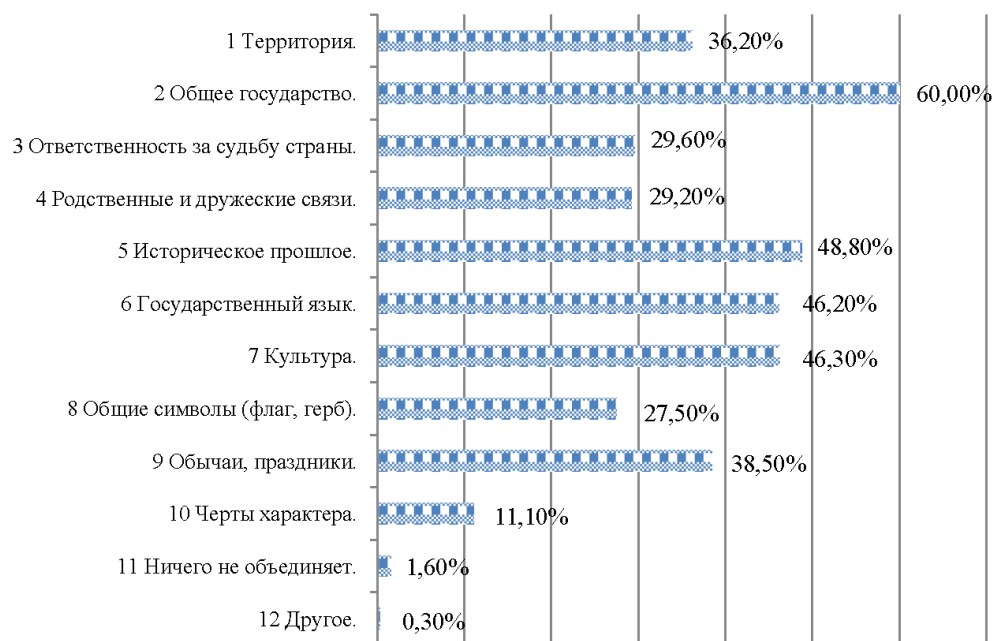 1 Территория. 36,20%
2 Общее государство. 60,00%
3 Ответственность за судьбу страны. 29,60%
4 Родственные и дружеские связи. 29,20%
5 Историческое прошлое. 48,80%
6 Государственный язык. 46,20%
7 Культура. 46,30%
8 Общие символы (флаг, герб). 27,50%
9 Обычаи, праздники. 38,50%
10 Черты характера. 11,10%
11 Ничего не объединяет. 1,60%
12 Другое. 0,30%